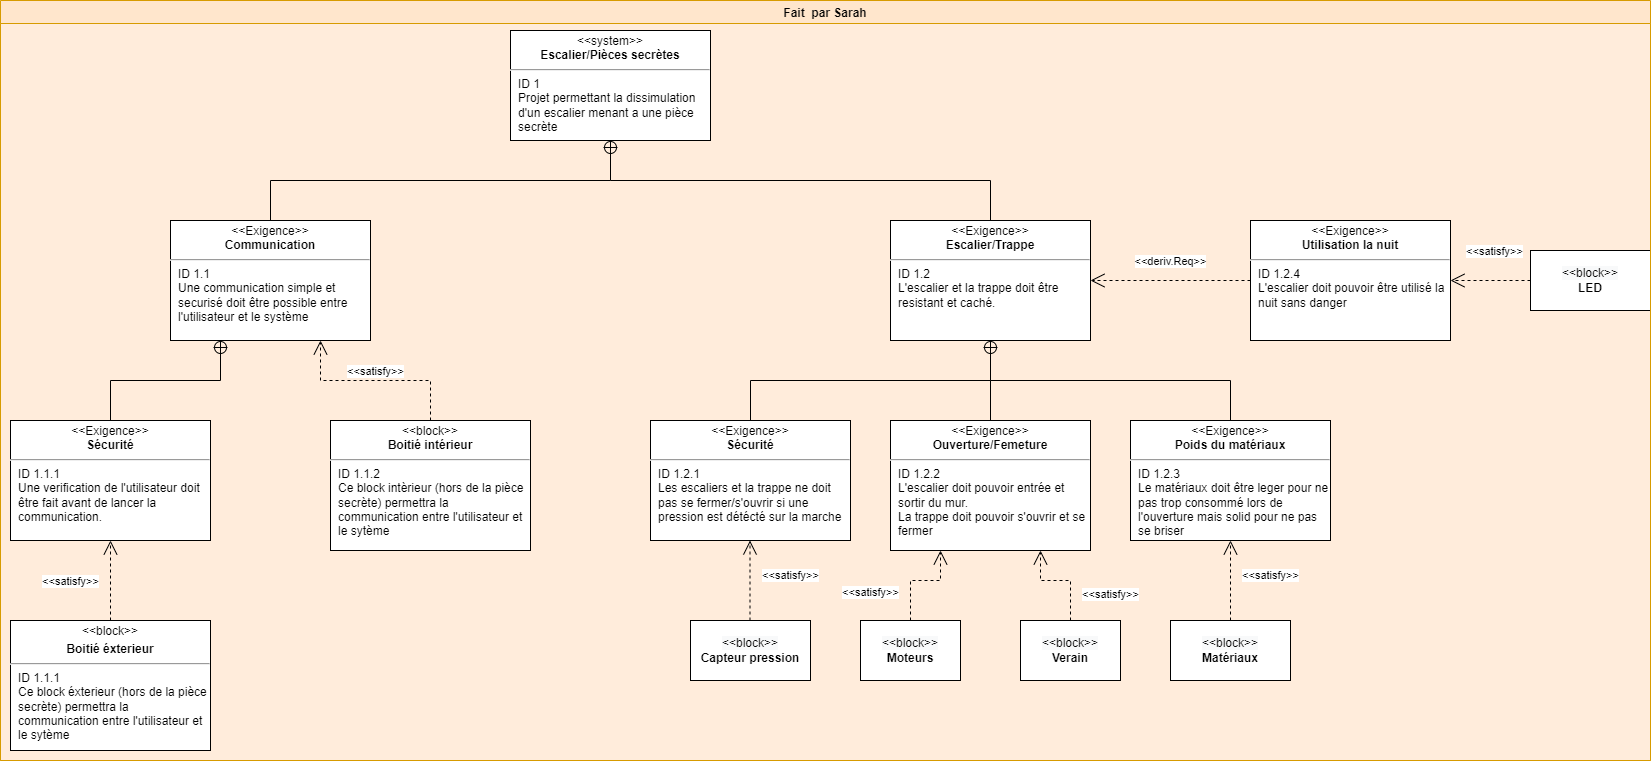 Fait  par Sarah
<<system>>
Escalier/Pièces secrètes
ID 1
Projet permettant la dissimulation
d'un escalier menant a une pièce
secrète
<<Exigence>>
Communication
ID 1.1
Une communication simple et
securisé doit être possible entre
l'utilisateur et le système
<<Exigence>>
Escalier/Trappe
ID 1.2
L'escalier et la trappe doit être
resistant et caché.
<<deriv.Req>>
<<Exigence>>
Utilisation la nuit
ID 1.2.4
L'escalier doit pouvoir être utilisé la
nuit sans danger
<<satisfy>>
<<block>>
LED
<<satisfy>>
<<Exigence>>
Sécurité
ID 1.1.1
Une verification de l'utilisateur doit
être fait avant de lancer la
communication.
<<block>>
Boitié intérieur
ID 1.1.2
Ce block intèrieur (hors de la pièce
secrète) permettra la
communication entre l'utilisateur et
le sytème
<<Exigence>>
Sécurité
ID 1.2.1
Les escaliers et la trappe ne doit
pas se fermer/s'ouvrir si une
pression est détécté sur la marche
<<Exigence>>
Ouverture/Femeture
ID 1.2.2
L'escalier doit pouvoir entrée et
sortir du mur.
La trappe doit pouvoir s'ouvrir et se
fermer
<<Exigence>>
Poids du matériaux
ID 1.2.3
Le matériaux doit être leger pour ne
pas trop consommé lors de
l'ouverture mais solid pour ne pas
se briser
<<satisfy>>
<<satisfy>>
<<satisfy>>
<<satisfy>>
<<satisfy>>
<<block>>
Boitié éxterieur
ID 1.1.1
Ce block éxterieur (hors de la pièce
secrète) permettra la
communication entre l'utilisateur et
le sytème
<<block>>
Capteur pression
<<block>>
Moteurs
<<block>>
Verain
<<block>>
Matériaux